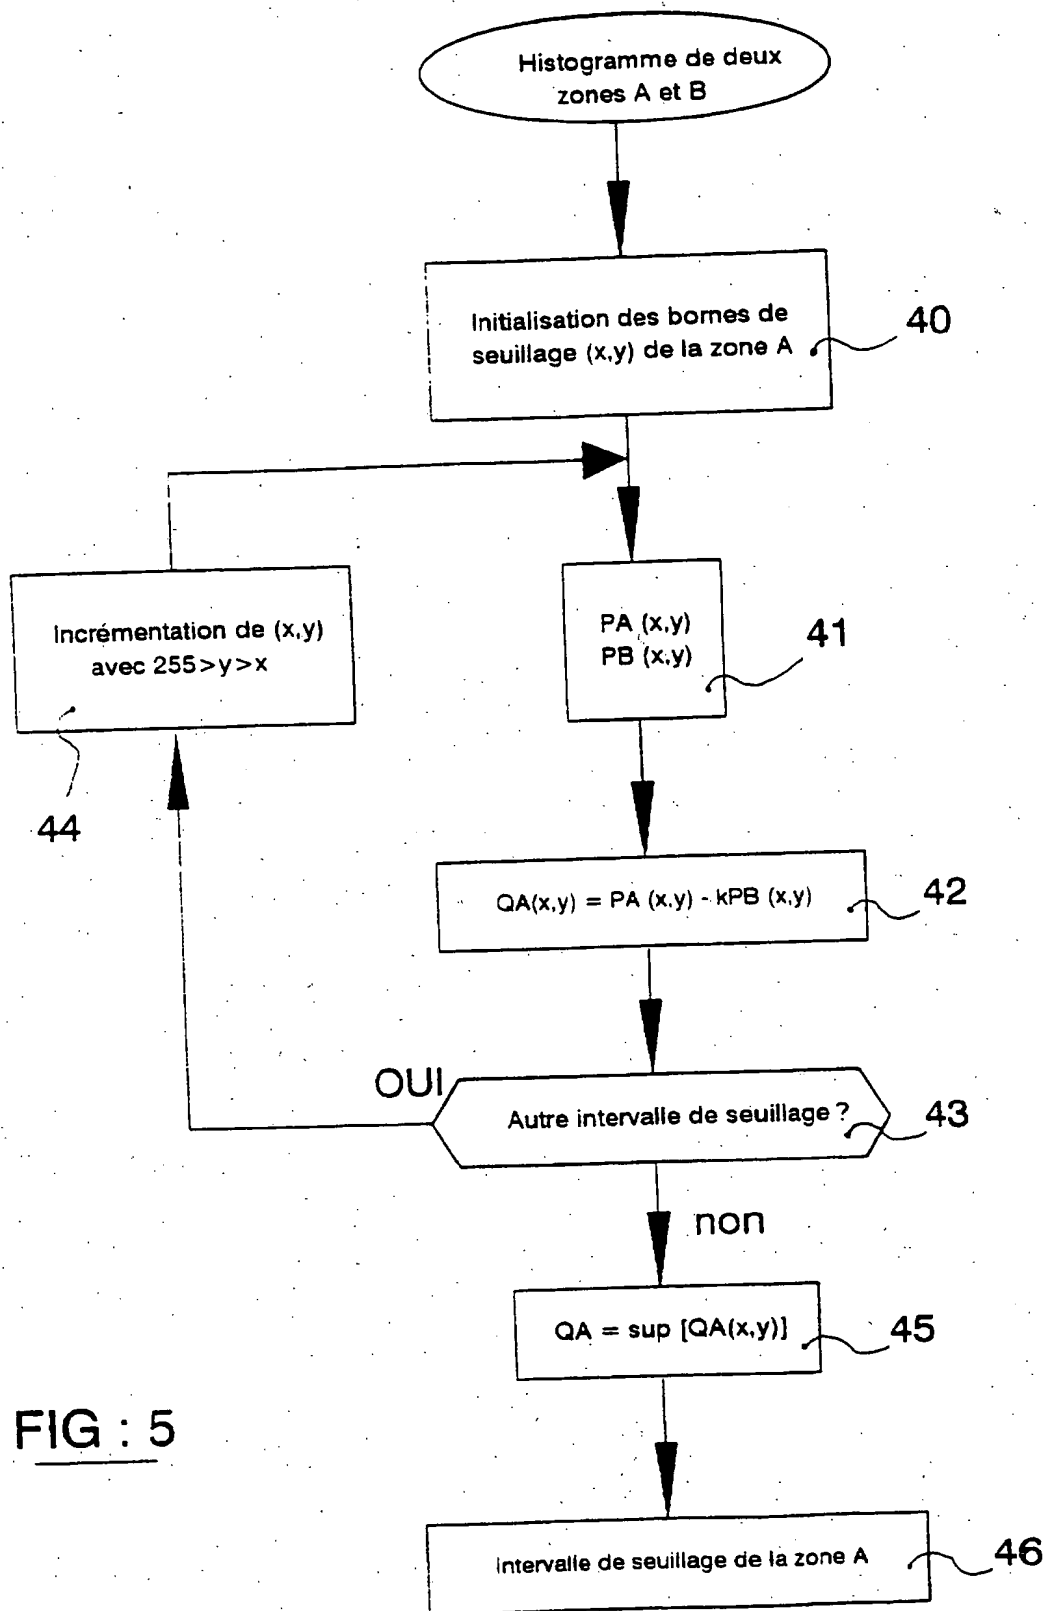 Histogramme de deux
zones A et B
Initialisation des bornes de
seuillage (x,y) de la zone A
40
Incrémentation de (x,y)
avec 255>y>x
44
PA (x,y)
PB (x,y)
41
QA(x,y) = PA (x,y) - kPB (x,y)
42
OUI
Autre intervalle de seuillage ?
43
non
QA = sup [QA(x,y)]
45
FIG : 5
Intervalle de seuillage de la zone A
46